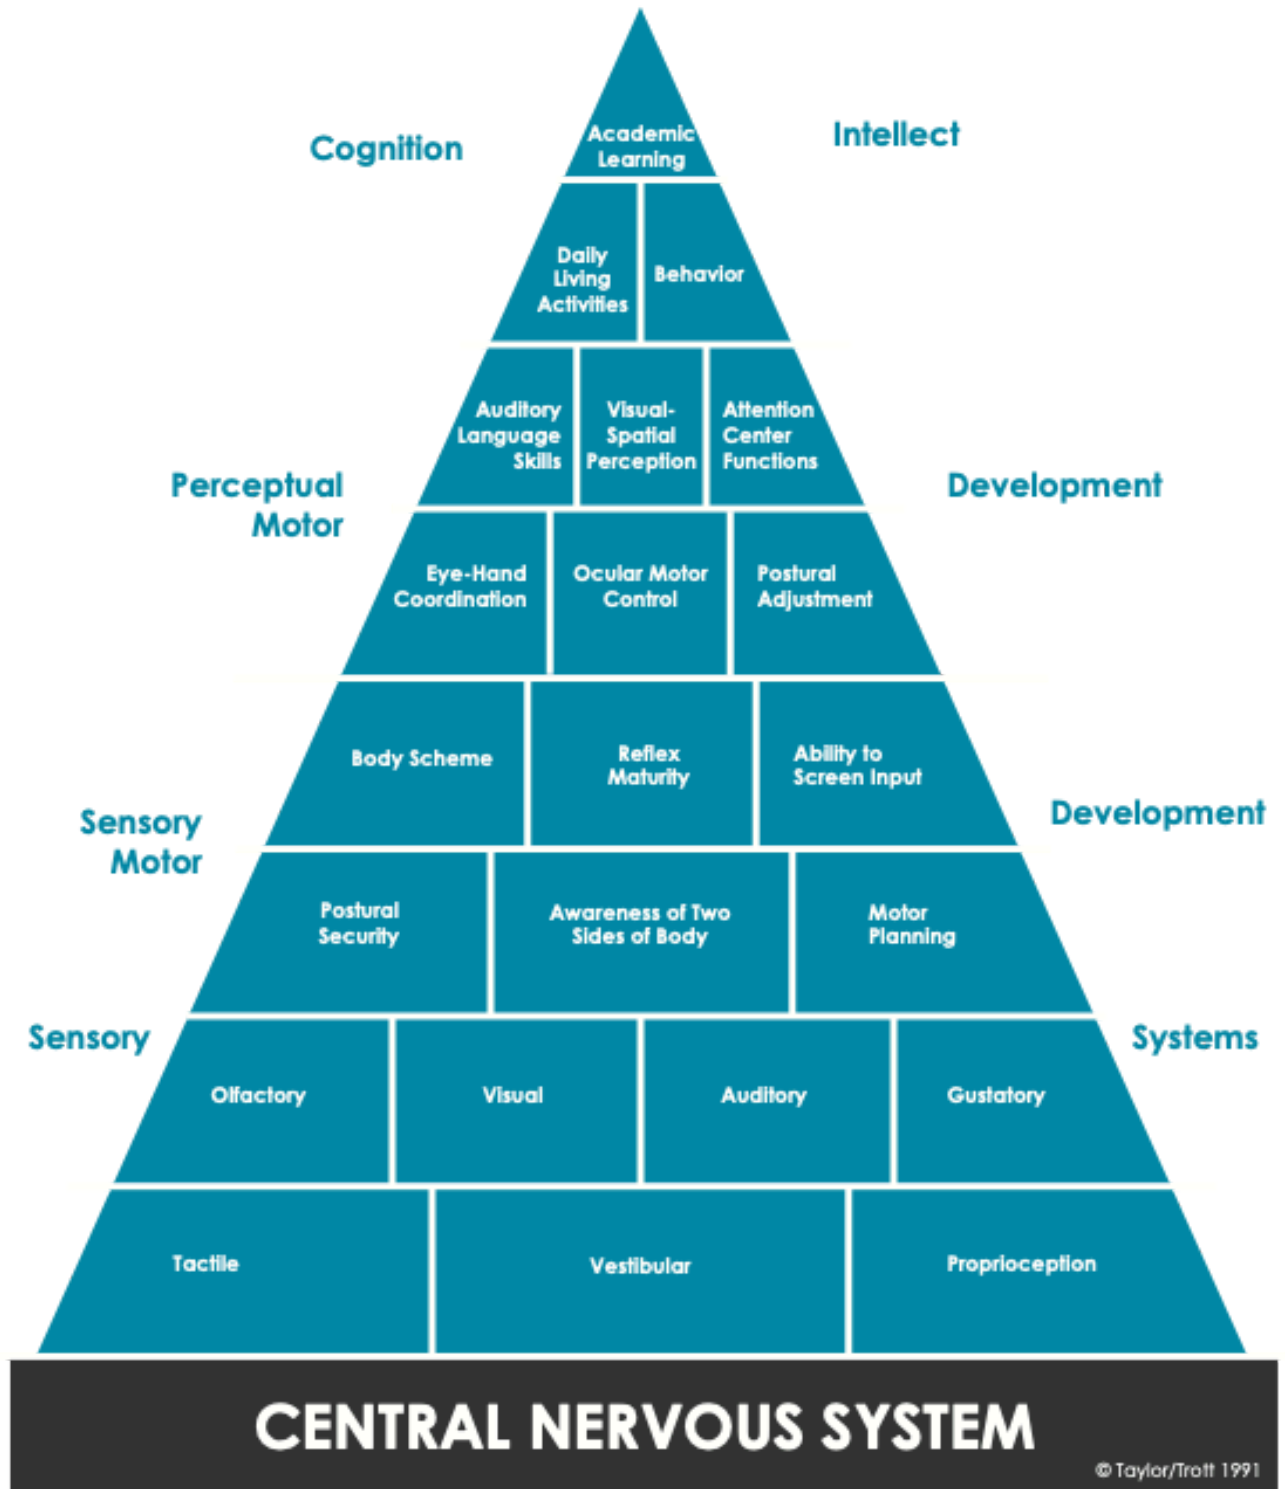 Academic
Learning
Cognition
Intellect
Daily
Living
Activities
Behavior
Auditory
Language
Skills
Visual-
Spatial
Perception
Attention
Center
Functions
Perceptual
Motor
Development
Eye-Hand
Coordination
Ocular Motor
Control
Postural
Adjustment
Body Scheme
Reflex
Maturity
Ability to
Screen Input
Sensory
Motor
Development
Postural
Security
Awareness of Two
Sides of Body
Motor
Planning
Sensory
Systems
Olfactory
Visual
Auditory
Gustatory
Tactile
Vestibular
Proprioception
CENTRAL NERVOUS SYSTEM
© Taylor/Trott 1991